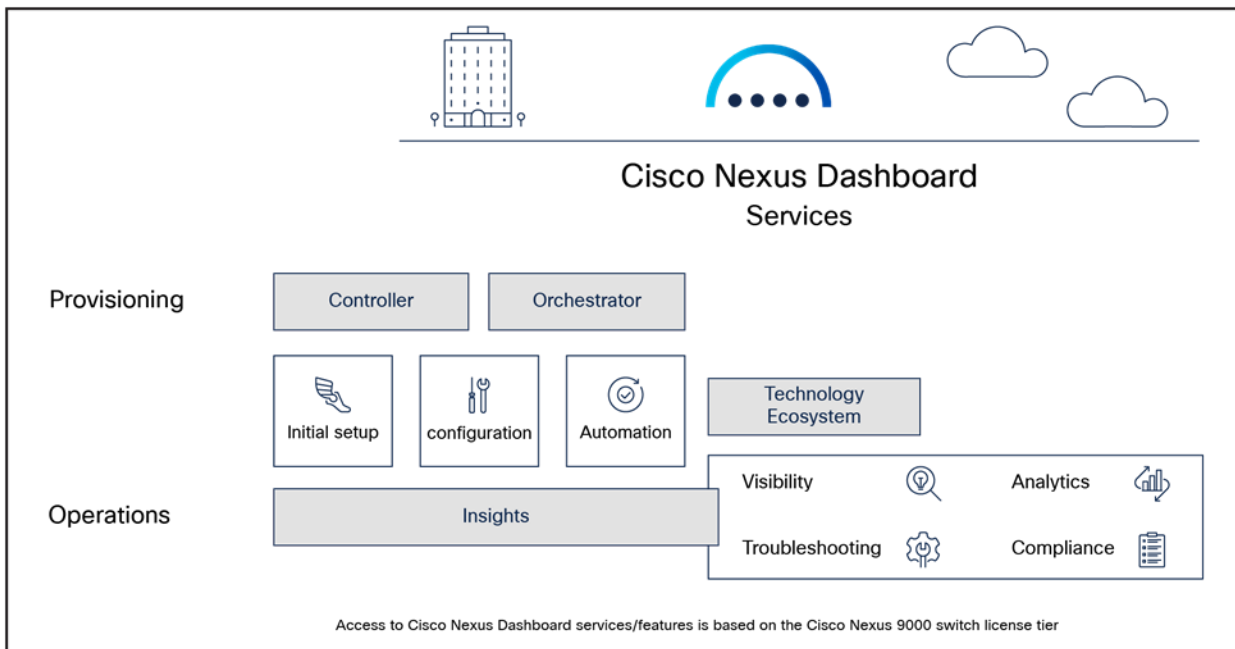 Cisco Nexus Dashboard
Services
Provisioning
Controller
Orchestrator
Initial setup
configuration
Automation
Technology
Ecosystem
Operations
Insights
Visibility
Analytics
Troubleshooting
Compliance
Access to Cisco Nexus Dashboard services/features is based on the Cisco Nexus 9000 switch license tier